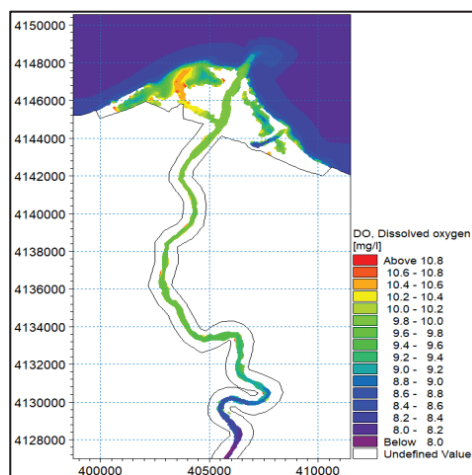 4150000
4148000
4146000
4144000
4142000
4140000
4138000
4136000
4134000
4132000
4130000
4128000
400000 405000 410000
DO, Dissolved oxygen
[mg/l]
Above 10.8
10.6 - 10.8
10.4 - 10.6
10.2 - 10.4
10.0 - 10.2
9.8 - 10.0
9.6 - 9.8
9.4 - 9.6
9.2 - 9.4
9.0 - 9.2
8.8 - 9.0
8.6 - 8.8
8.4 - 8.6
8.2 - 8.4
8.0 - 8.2
Below 8.0
Undefined Value